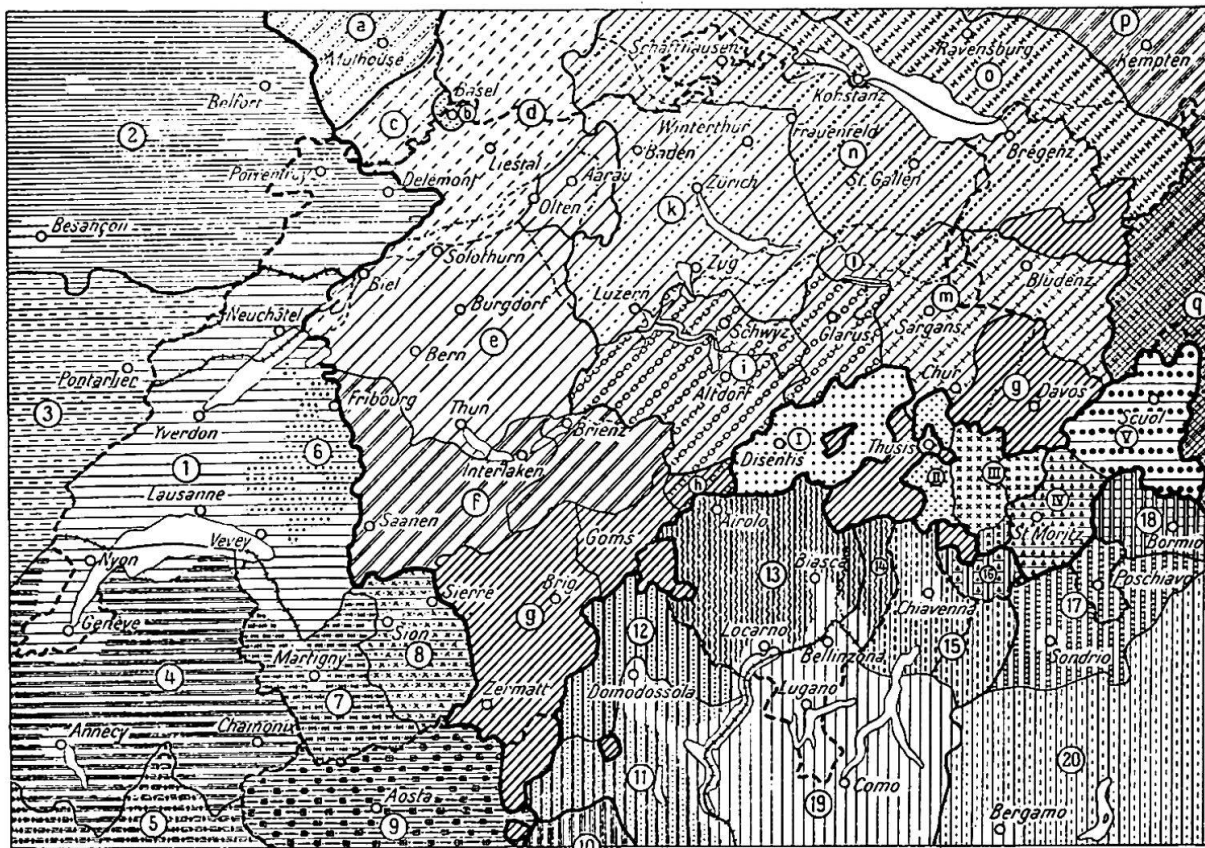 a
Mulhouse
Schaffhausen
Ravensburg
p
o
Kempten
Belfort
Basel
b
Konstanz
2
c
d
Winterthur
Frauenfeld
Bregenz
Baden
n
Liestal
Porrentruy
Aarau
St. Gallen
Delémont
Zürich
Olten
k
Besançon
Solothurn
Zug
l
Biel
Bludenz
Luzern
m
q
Neuchâtel
Burgdorf
Schwyz
Glarus
Sargans
e
Bern
i
Pontarlier
Altdorf
Chur
g
Davos
3
Fribourg
Scuol
Thun
Brienz
V
Yverdon
6
I
Thusis
1
Interlaken
Disentis
II
III
h
IV
Lausanne
f
Saanen
Airolo
St Moritz
18
Vevey
Goms
Bormio
Nyon
Biasca
14
13
16
Poschiavo
Brig
Chiavenna
17
Sierre
g
Genève
12
Sion
Locarno
Bellinzona
15
Sondrio
8
Martigny
4
7
Zermatt
Domodossola
Lugano
Annecy
Chamonix
11
Como
20
19
Aosta
Bergamo
5
9
10